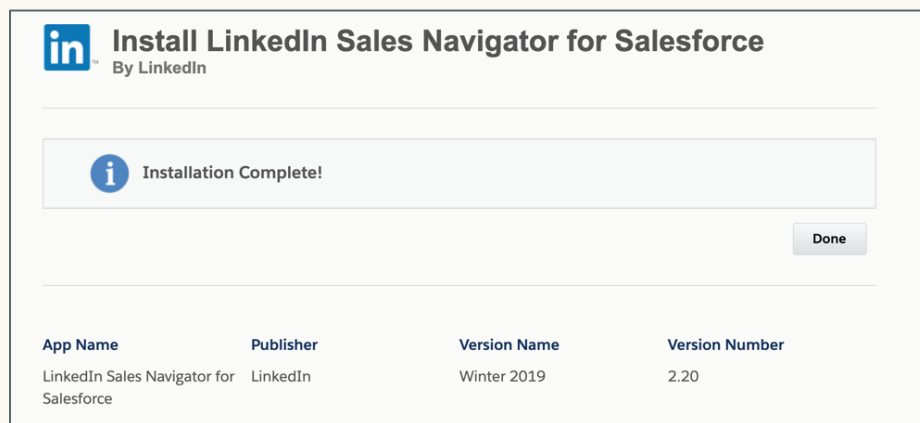 in™
Install LinkedIn Sales Navigator for Salesforce
By LinkedIn
i Installation Complete!
Done
App Name Publisher Version Name Version Number
LinkedIn Sales Navigator for LinkedIn Winter 2019 2.20
Salesforce